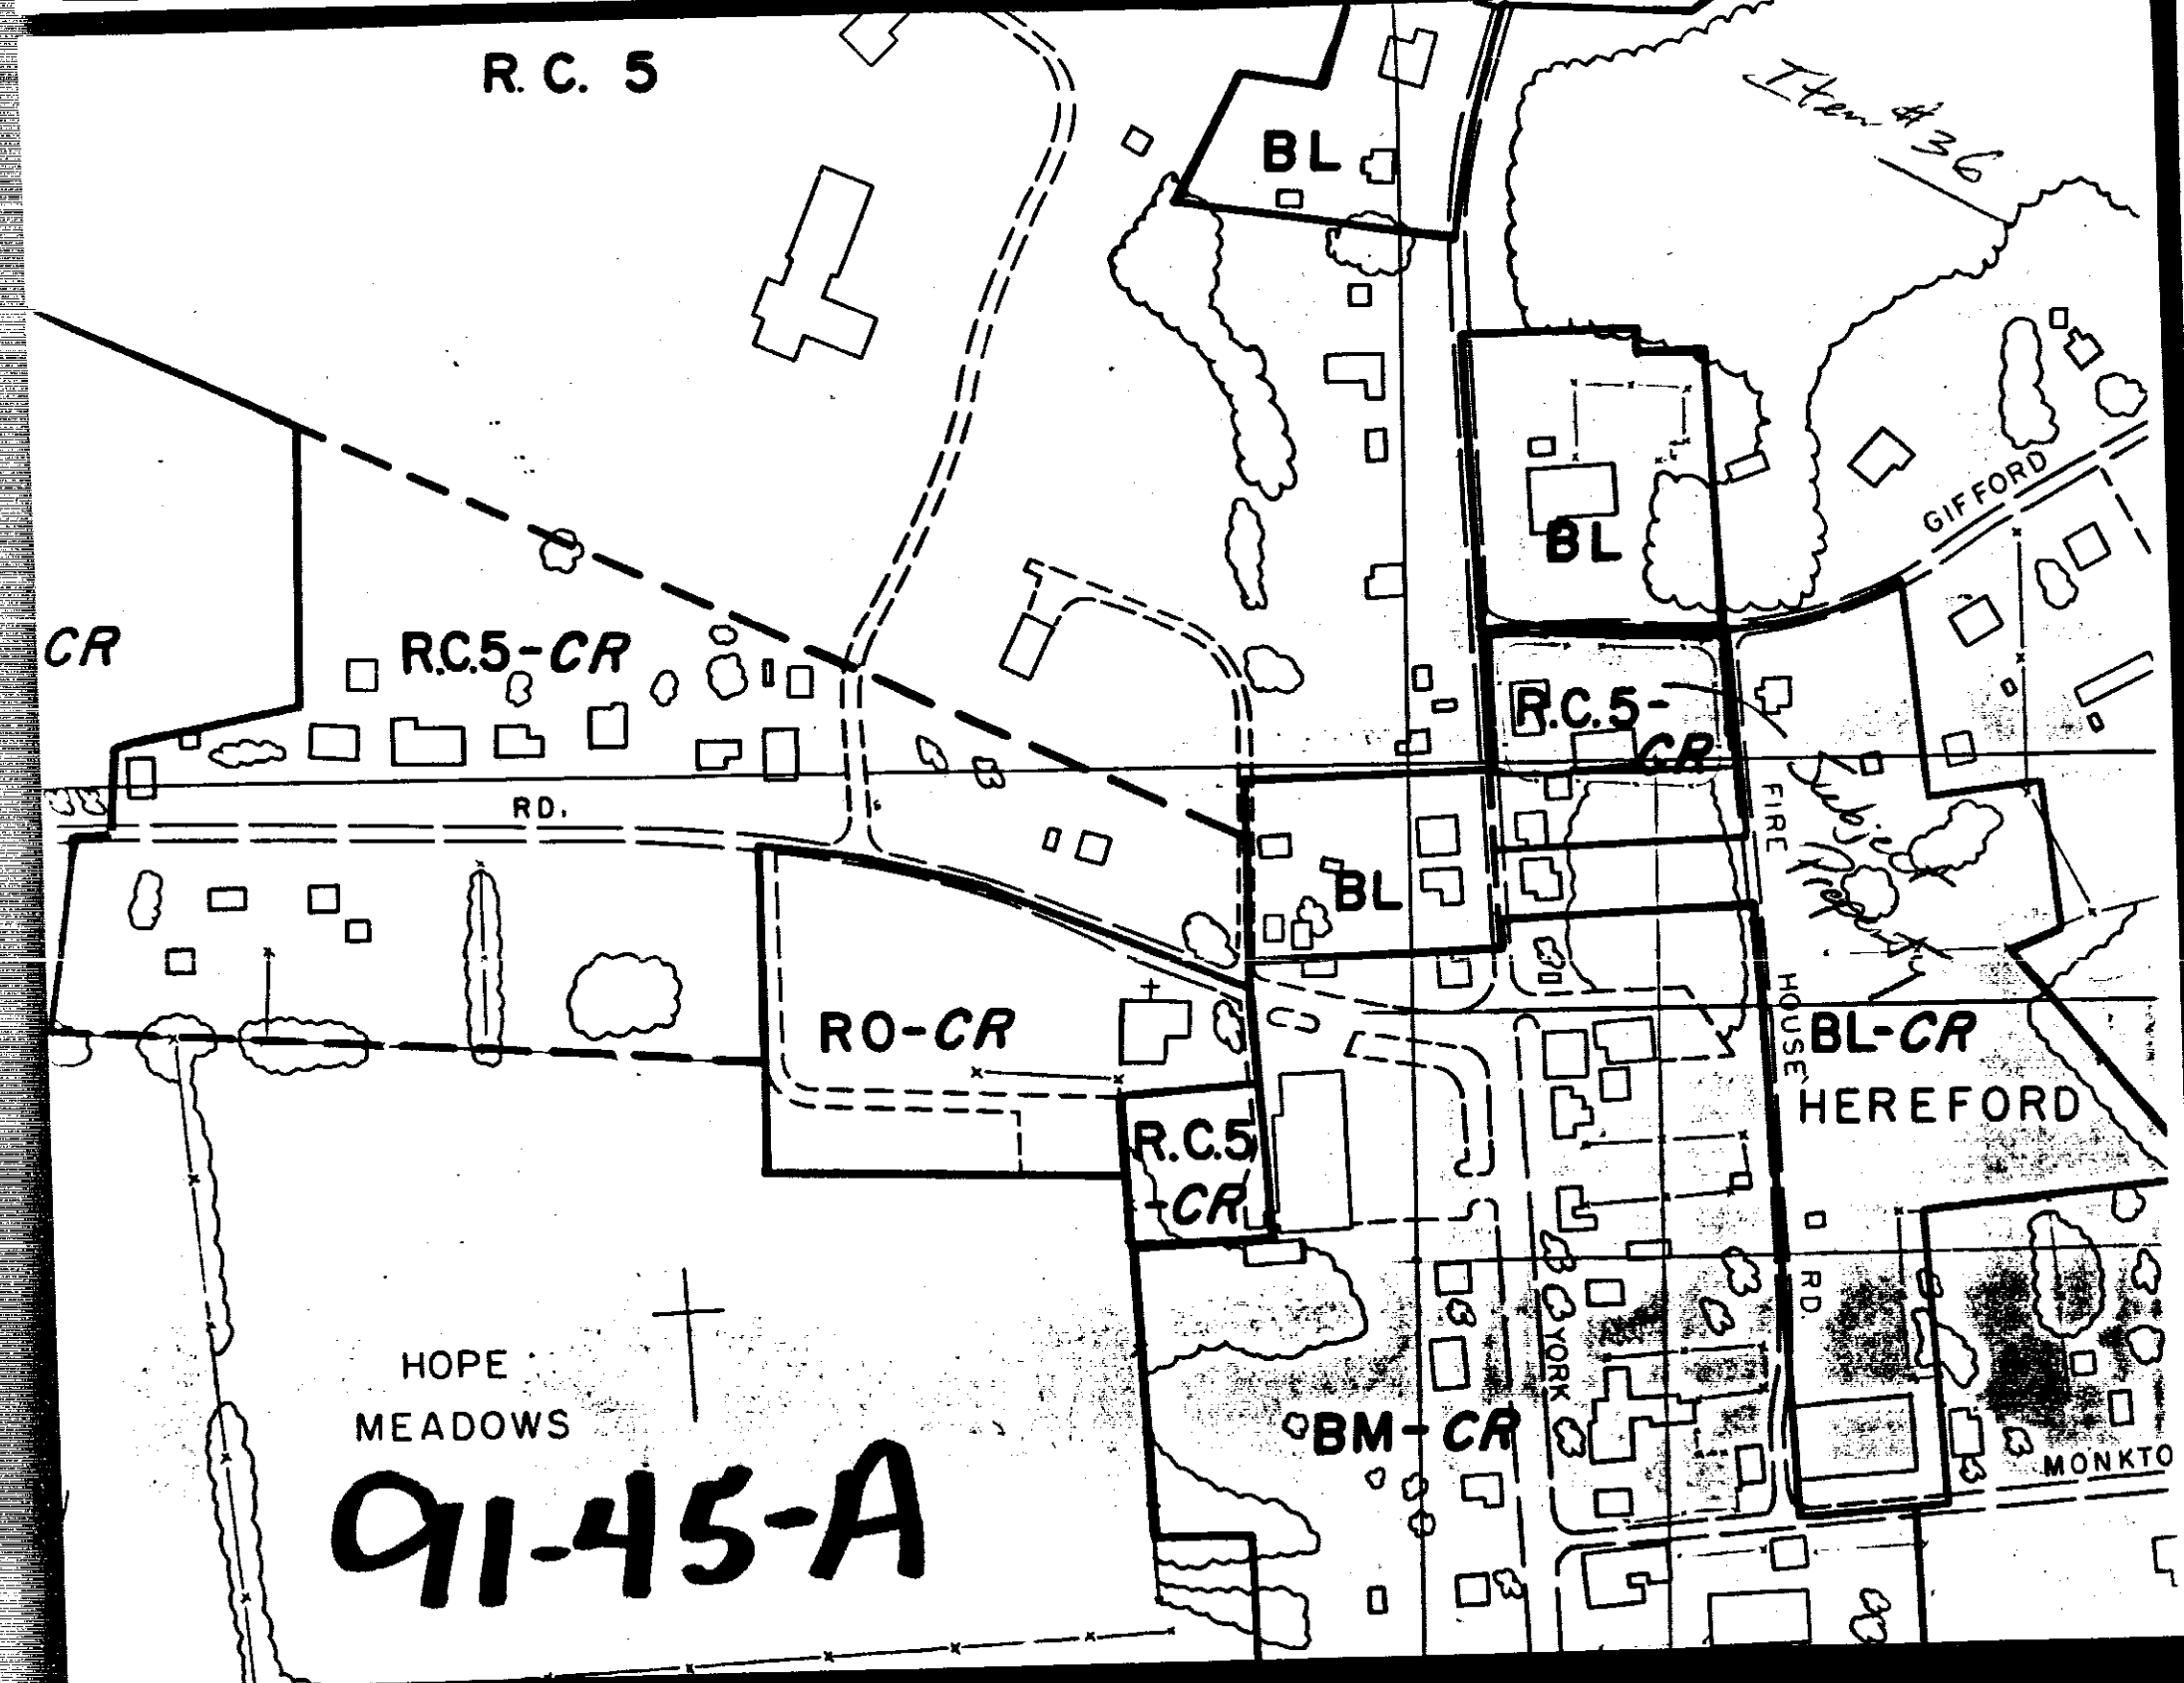 R.C. 5
Item #36
BL
GIFFORD
BL
CR
R.C.5-CR
R.C.5-
CR
RD.
FIRE
Subject
BL
RO-CR
HOUSE
BL-CR
HEREFORD
R.C.5
-CR
RD.
YORK
HOPE
MEADOWS
BM-CR
MONKTO
91-45-A